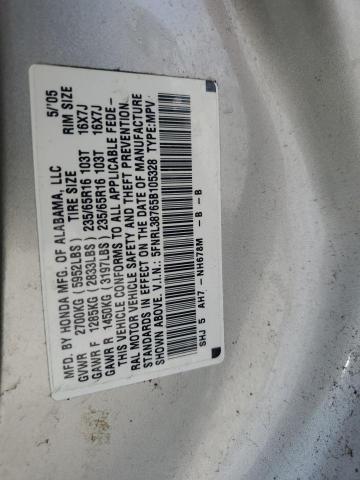 MFD. BY HONDA MFG. OF ALABAMA, LLC 5/'05
TIRE SIZE RIM SIZE
GVWR 2700KG (5952LBS)
GAWR F 1285KG (2833LBS) 235/65R16 103T 16X7J
GAWR R 1450KG (3197LBS) 235/65R16 103T 16X7J
THIS VEHICLE CONFORMS TO ALL APPLICABLE FEDE-
RAL MOTOR VEHICLE SAFETY AND THEFT PREVENTION
STANDARDS IN EFFECT ON THE DATE OF MANUFACTURE
SHOWN ABOVE. V.I.N.: 5FNRL38765B105328 TYPE:MPV
SHJ 5 AH7 - NH678M - B - B